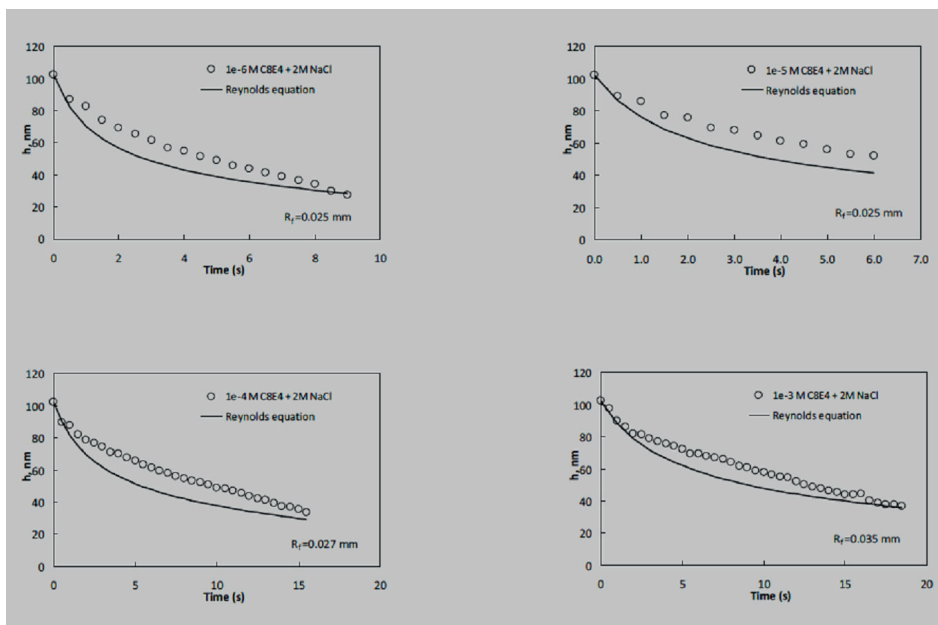 120
100
80
60
40
20
0
h, nm
1e-6 M C8E4 + 2M NaCl
Reynolds equation
Rf=0.025 mm
0 2 4 6 8 10
Time (s)
120
100
80
60
40
20
0
h, nm
1e-5 M C8E4 + 2M NaCl
Reynolds equation
Rf=0.025 mm
0.0 1.0 2.0 3.0 4.0 5.0 6.0 7.0
Time (s)
120
100
80
60
40
20
0
h, nm
1e-4 M C8E4 + 2M NaCl
Reynolds equation
Rf=0.027 mm
0 5 10 15 20
Time (s)
120
100
80
60
40
20
0
h, nm
1e-3 M C8E4 + 2M NaCl
Reynolds equation
Rf=0.035 mm
0 5 10 15 20
Time (s)